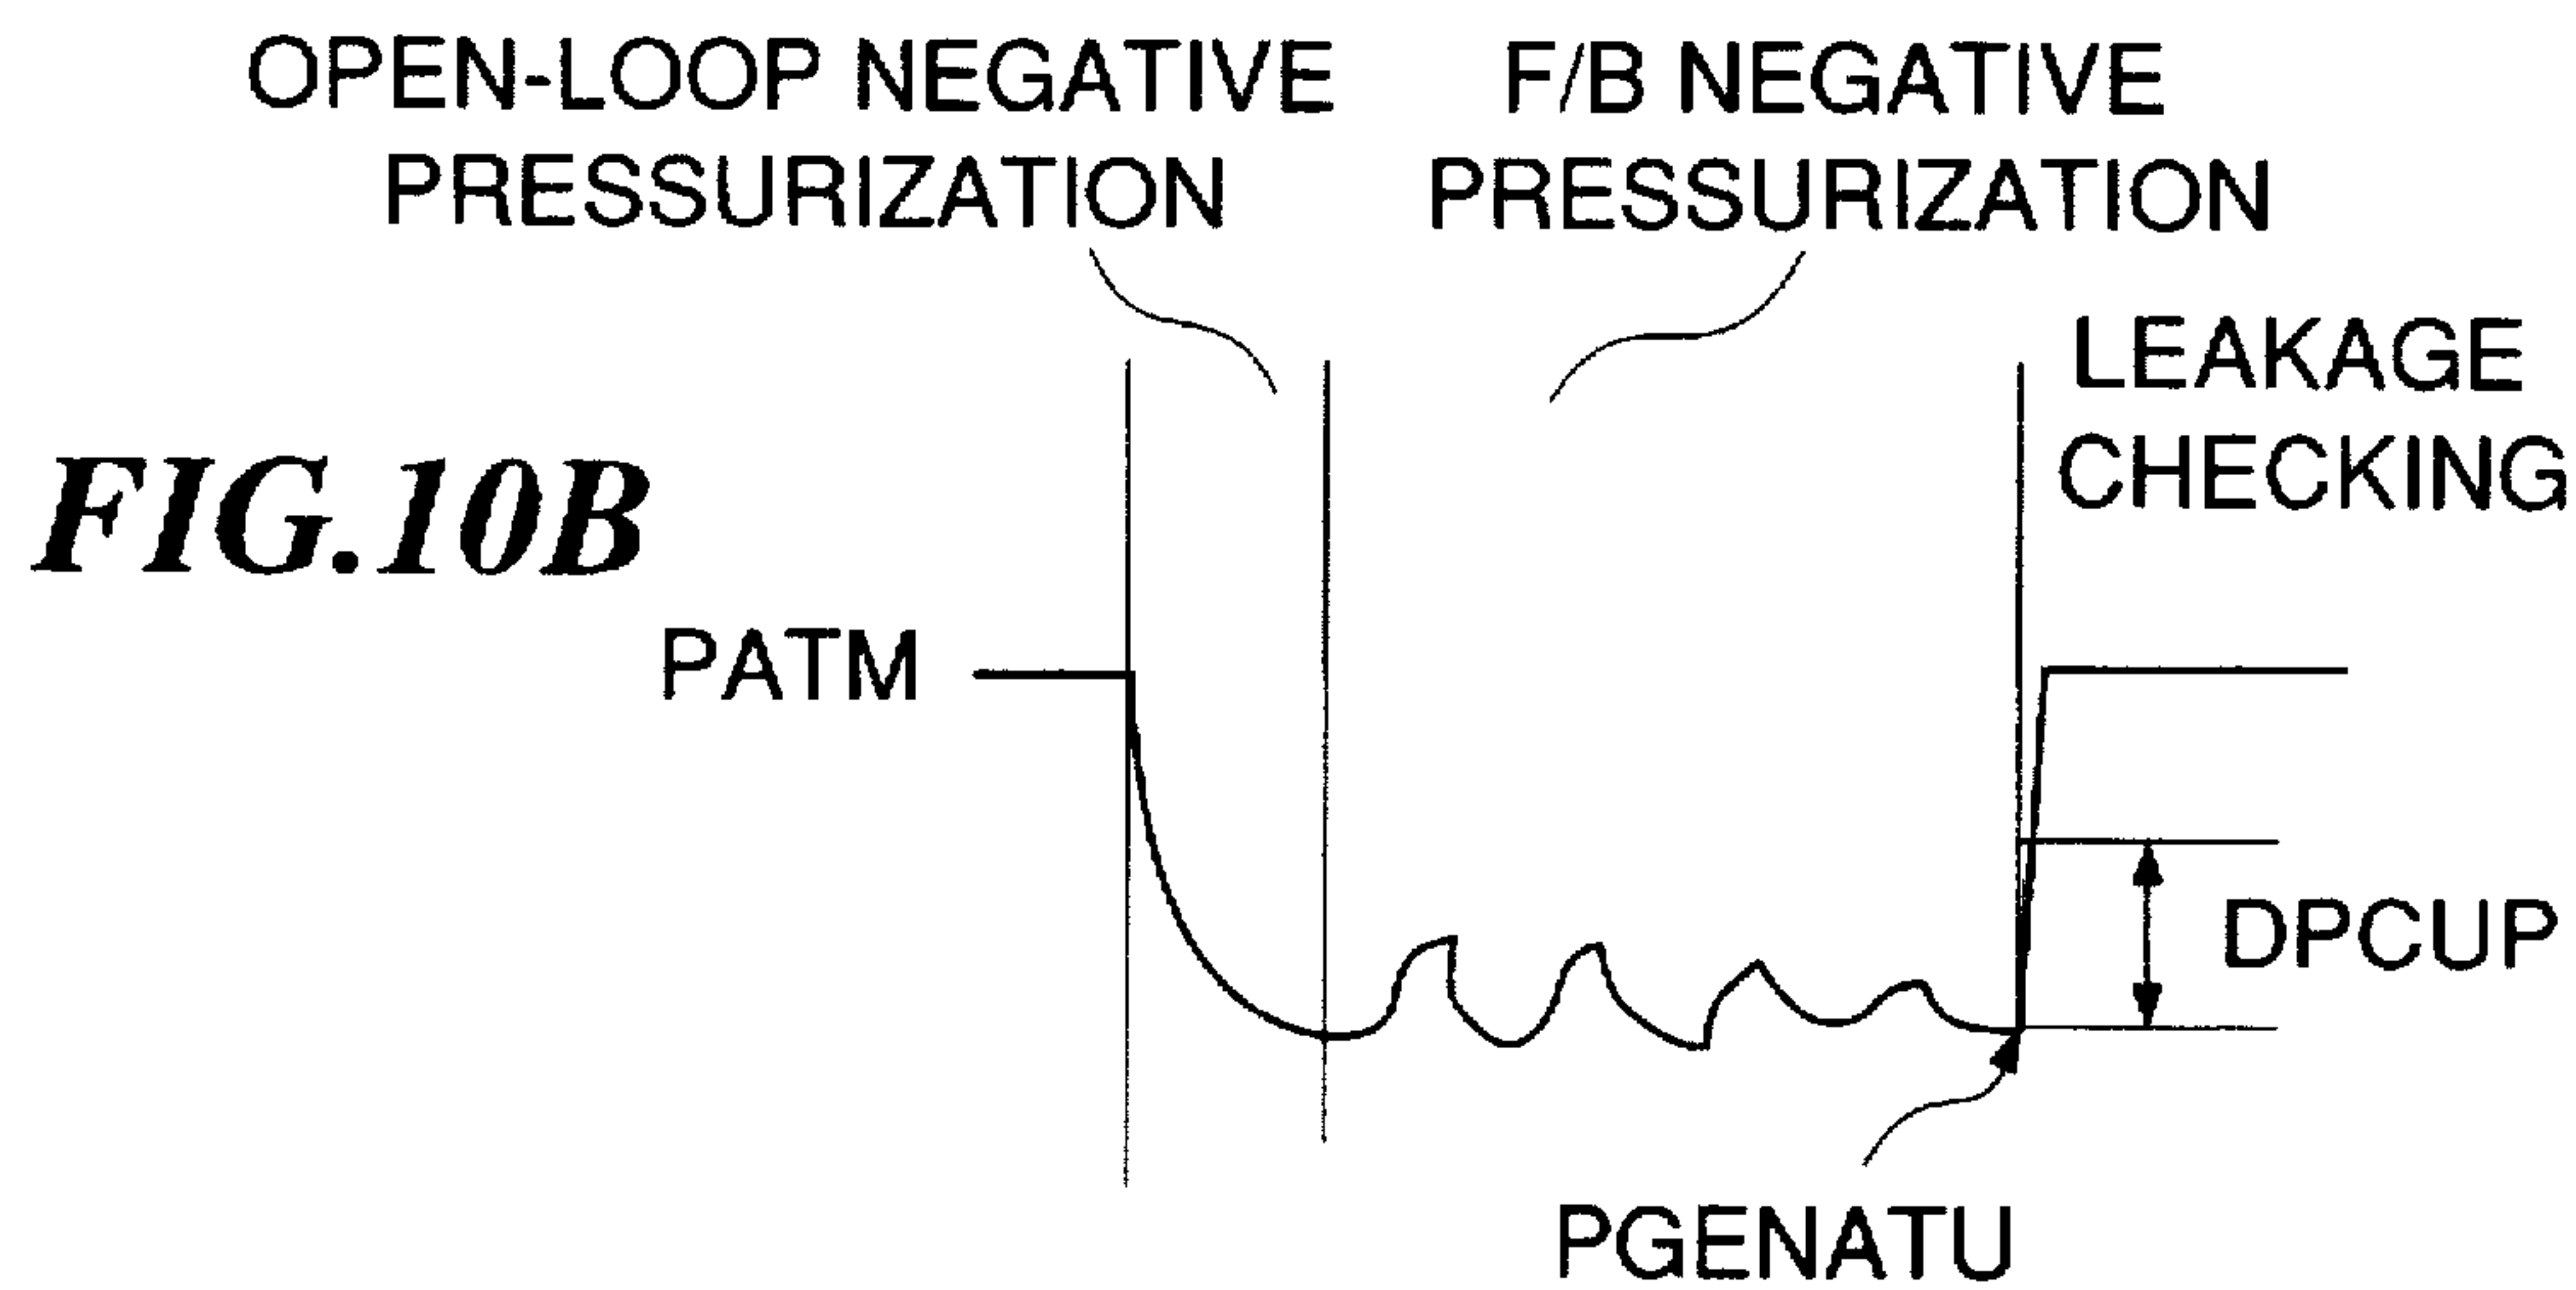 OPEN-LOOP NEGATIVE
PRESSURIZATION
F/B NEGATIVE
PRESSURIZATION
LEAKAGE
CHECKING
FIG.10B
PATM
DPCUP
PGENATU